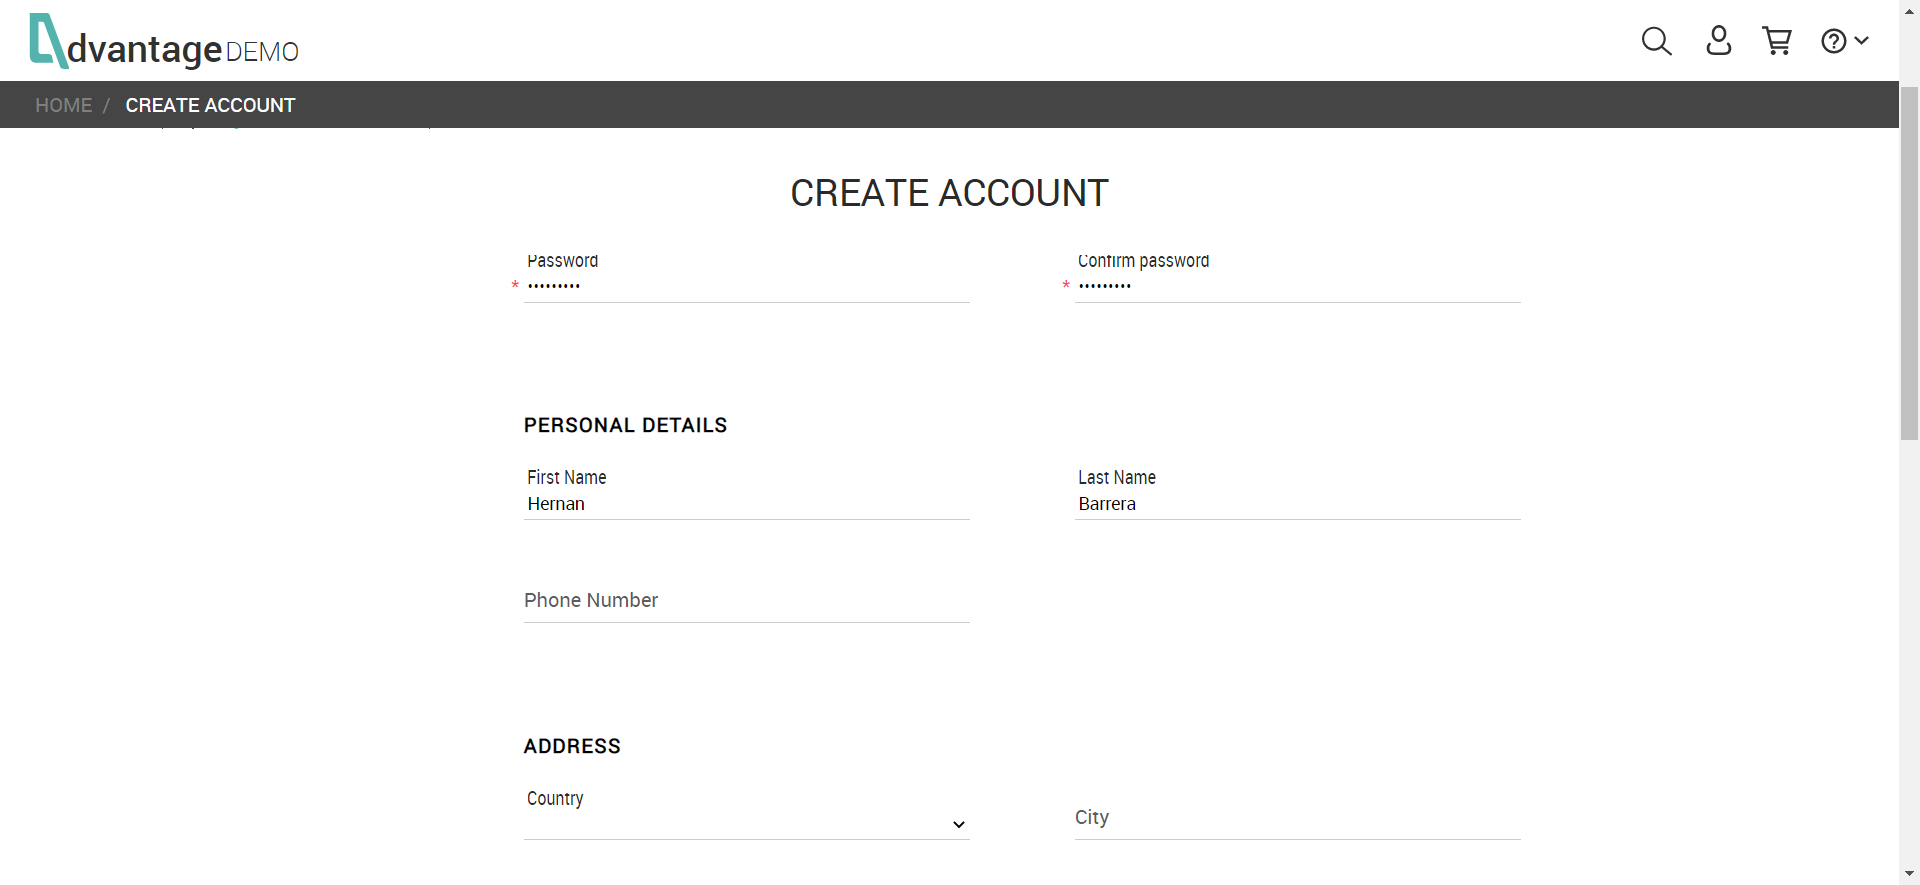 dvantage DEMO
HOME / CREATE ACCOUNT
CREATE ACCOUNT
Password
Confirm password
* •••••••••
* •••••••••
PERSONAL DETAILS
First Name
Last Name
Hernan
Barrera
Phone Number
ADDRESS
Country
City